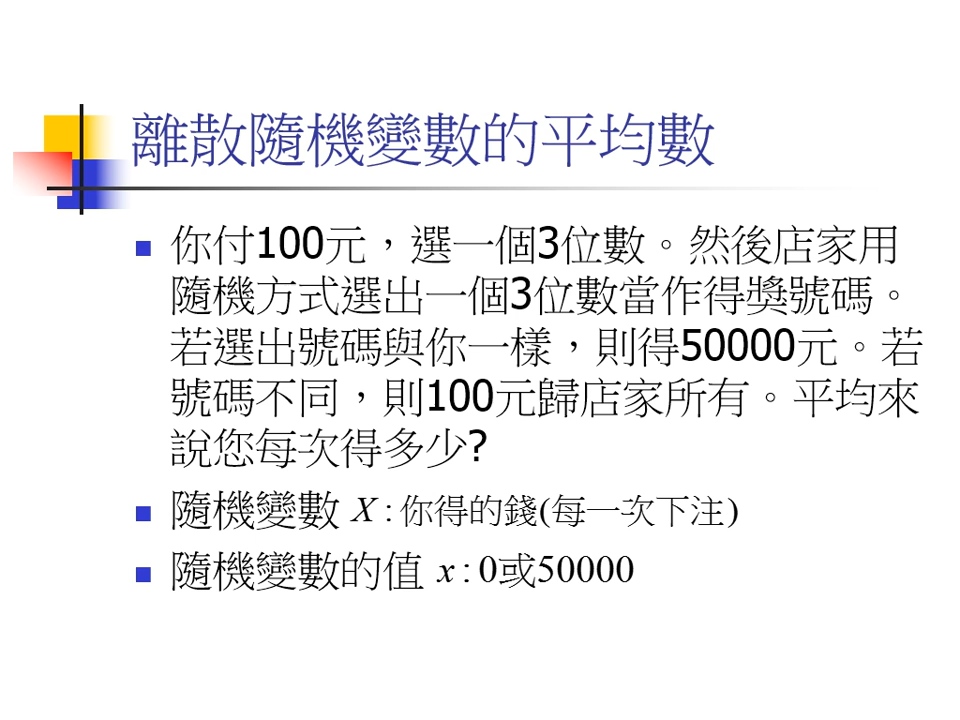 離散隨機變數的平均數
你付100元，選一個3位數。然後店家用
隨機方式選出一個3位數當作得獎號碼。
若選出號碼與你一樣，則得50000元。若
號碼不同，則100元歸店家所有。平均來
說您每次得多少?
隨機變數 X:你得的錢(每一次下注)
隨機變數的值 x:0或50000